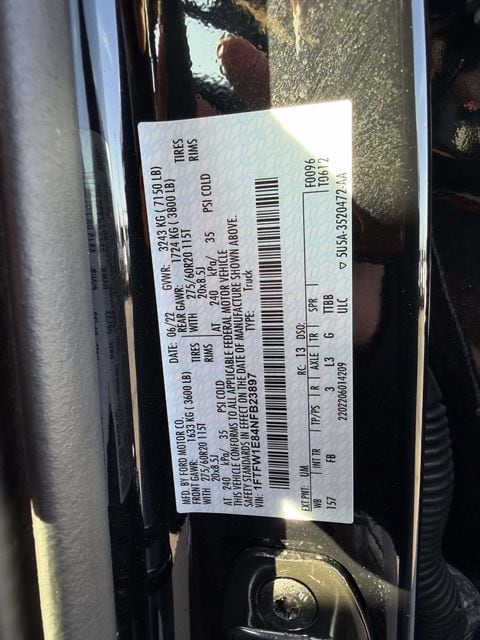 MFD. BY FORD MOTOR CO. DATE: 06/22 GVWR: 3243 KG ( 7150 LB)
FRONT GAWR: 1633 KG ( 3600 LB) REAR GAWR: 1724 KG ( 3800 LB)
WITH 275/60R20 115T TIRES WITH 275/60R20 115T TIRES
20x8.5J RIMS 20x8.5J RIMS
AT 240 kPa/ 35 PSI COLD AT 240 kPa/ 35 PSI COLD
THIS VEHICLE CONFORMS TO ALL APPLICABLE FEDERAL MOTOR VEHICLE
SAFETY STANDARDS IN EFFECT ON THE DATE OF MANUFACTURE SHOWN ABOVE.
VIN: 1FTFW1E84NFB23897 TYPE: Truck
F0096
T0612
EXT PNT: UAM RC: 13 DSO:
WB INT TR TP/PS R AXLE TR SPR
157 FB 3 L3 G TTBB ULC
2202206014209 5U5A-3520472-AA